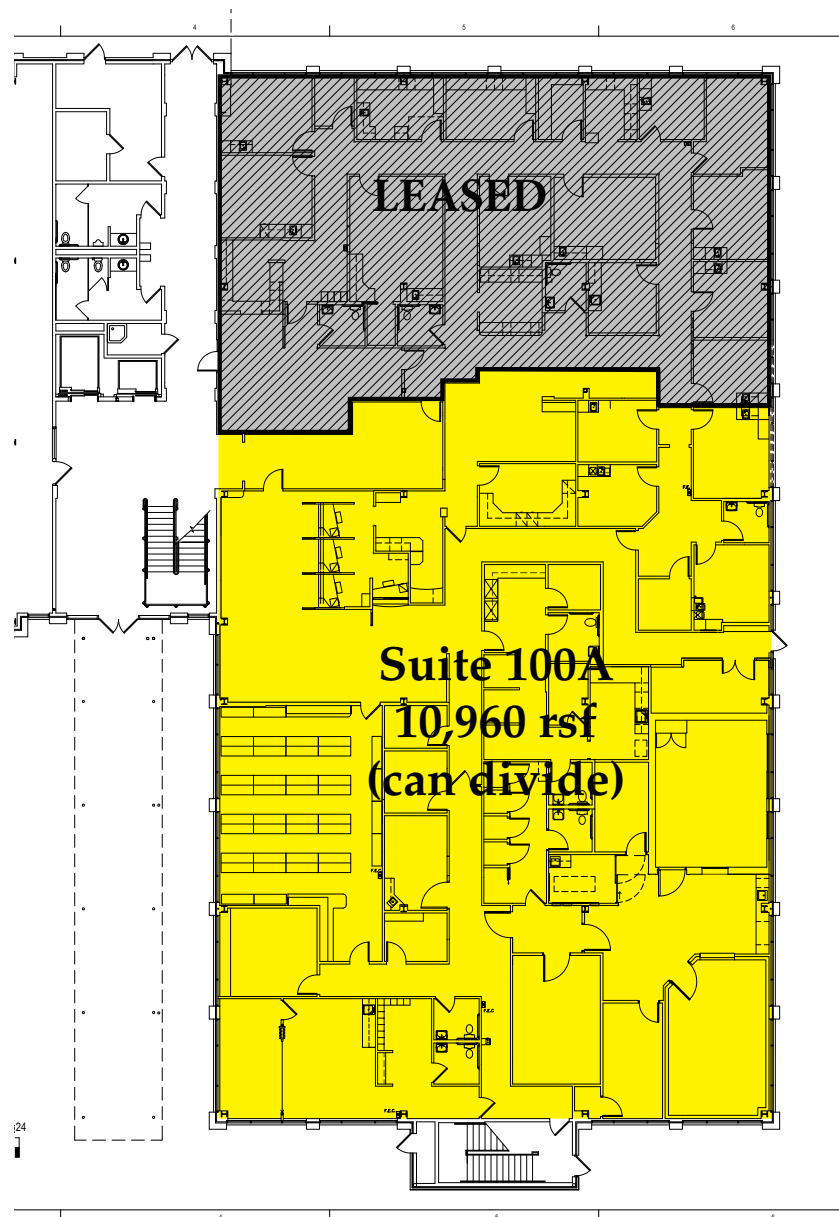 4 5 6
LEASED
F.E.
Suite 100A
10,960 rsf
(can divide)
F.E.C
F.E.C
F.E.C
24